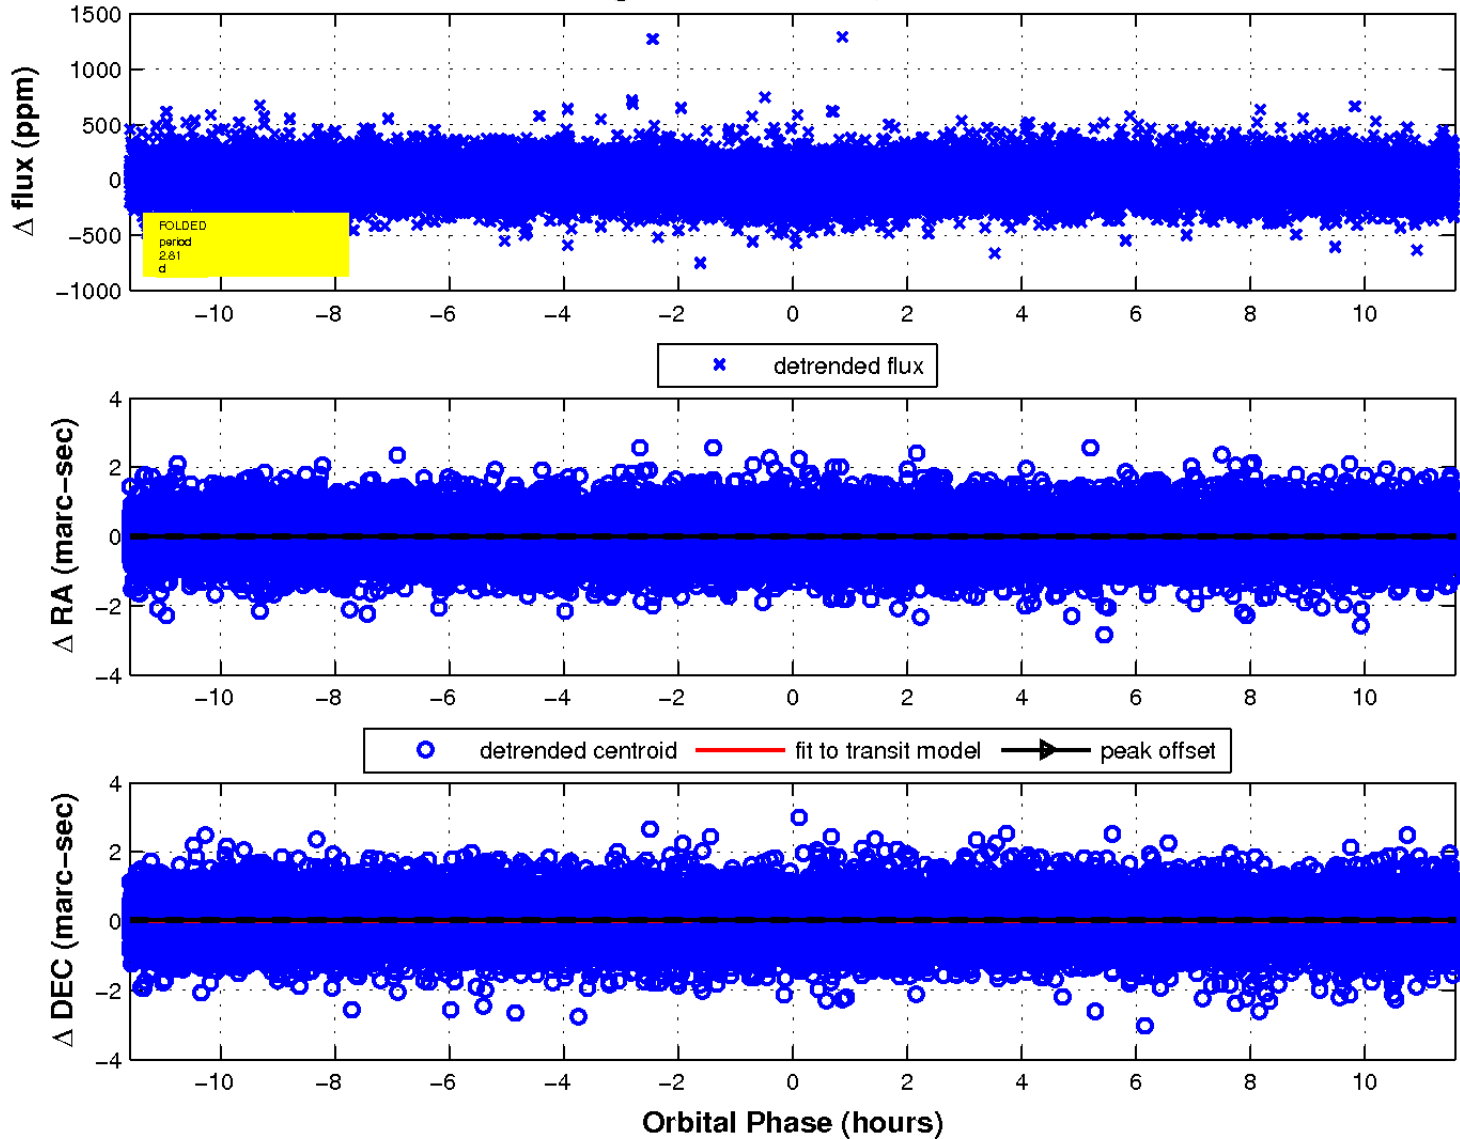 1500
1000
500
0
−500
−1000
Δ flux (ppm)
FOLDED
period
2.81
d
−10 −8 −6 −4 −2 0 2 4 6 8 10
detrended flux
4
2
0
−2
−4
Δ RA (marc−sec)
−10 −8 −6 −4 −2 0 2 4 6 8 10
detrended centroid fit to transit model peak offset
4
2
0
−2
−4
Δ DEC (marc−sec)
−10 −8 −6 −4 −2 0 2 4 6 8 10
Orbital Phase (hours)